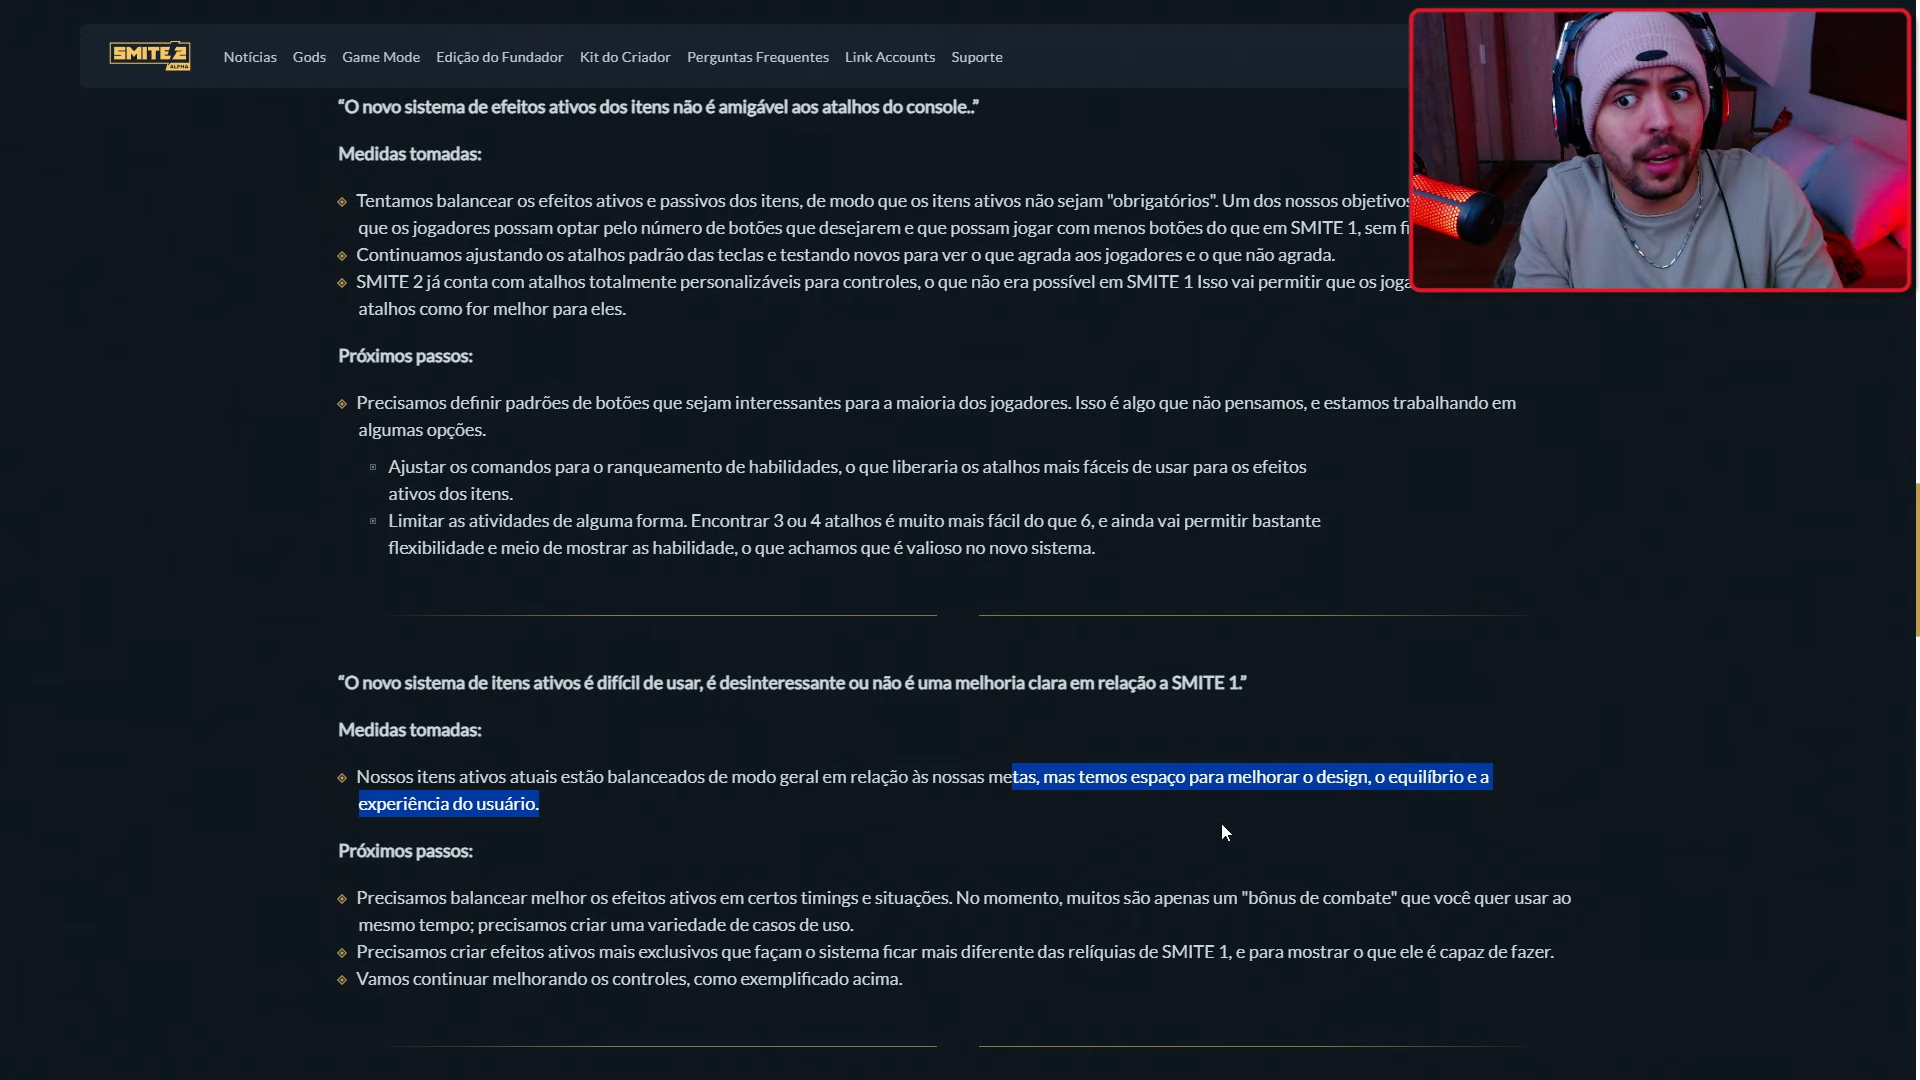 SMITE 2
ALPHA
Notícias Gods Game Mode Edição do Fundador Kit do Criador Perguntas Frequentes Link Accounts Suporte
“O novo sistema de efeitos ativos dos itens não é amigável aos atalhos do console..”
Medidas tomadas:
Tentamos balancear os efeitos ativos e passivos dos itens, de modo que os itens ativos não sejam "obrigatórios". Um dos nossos objetivos
que os jogadores possam optar pelo número de botões que desejarem e que possam jogar com menos botões do que em SMITE 1, sem
Continuamos ajustando os atalhos padrão das teclas e testando novos para ver o que agrada aos jogadores e o que não agrada.
SMITE 2 já conta com atalhos totalmente personalizáveis para controles, o que não era possível em SMITE 1 Isso vai permitir que os
atalhos como for melhor para eles.
Próximos passos:
Precisamos definir padrões de botões que sejam interessantes para a maioria dos jogadores. Isso é algo que não pensamos, e estamos trabalhando em
algumas opções.
Ajustar os comandos para o ranqueamento de habilidades, o que liberaria os atalhos mais fáceis de usar para os efeitos
ativos dos itens.
Limitar as atividades de alguma forma. Encontrar 3 ou 4 atalhos é muito mais fácil do que 6, e ainda vai permitir bastante
flexibilidade e meio de mostrar as habilidade, o que achamos que é valioso no novo sistema.
“O novo sistema de itens ativos é difícil de usar, é desinteressante ou não é uma melhoria clara em relação a SMITE 1.”
Medidas tomadas:
Nossos itens ativos atuais estão balanceados de modo geral em relação às nossas metas, mas temos espaço para melhorar o design, o equilíbrio e a
experiência do usuário.
Próximos passos:
Precisamos balancear melhor os efeitos ativos em certos timings e situações. No momento, muitos são apenas um "bônus de combate" que você quer usar ao
mesmo tempo; precisamos criar uma variedade de casos de uso.
Precisamos criar efeitos ativos mais exclusivos que façam o sistema ficar mais diferente das relíquias de SMITE 1, e para mostrar o que ele é capaz de fazer.
Vamos continuar melhorando os controles, como exemplificado acima.